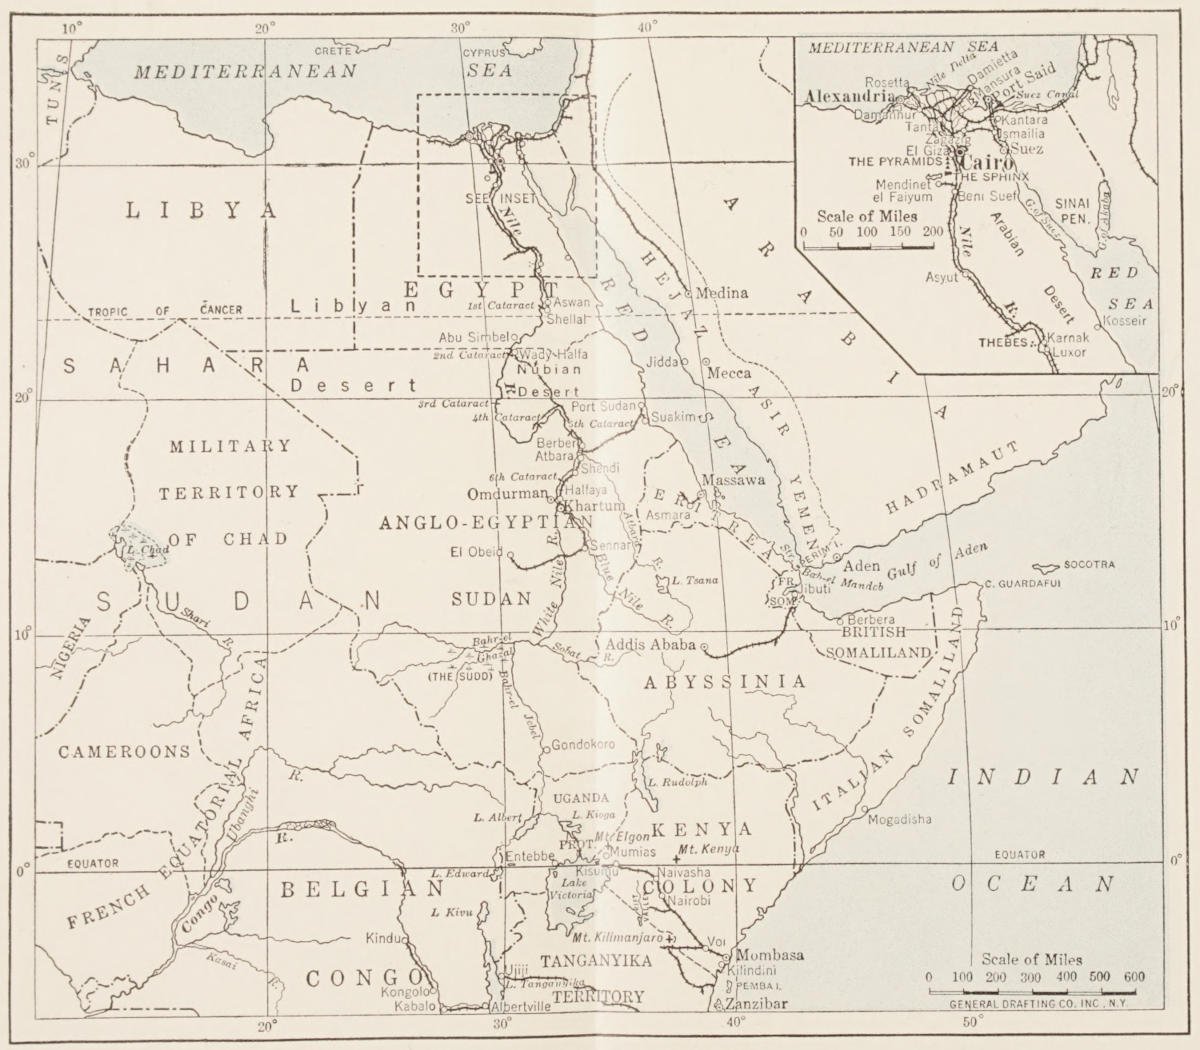 10°
20°
30°
40°
CRETE
CYPRUS
MEDITERRANEAN SEA
TUNIS
30°
LIBYA
SEE INSET
Nile
EGYPT
Libyan
Desert
TROPIC OF CANCER
1st Cataract
Aswan
Shellal
Abu Simbel
2nd Cataract
Wady-Halfa
Nubian
Desert
R.
3rd Cataract
4th Cataract
5th Cataract
Port Sudan
Suakim
Berber
Atbara
Shendi
6th Cataract
Halfaya
Omdurman
Khartum
SAHARA
20°
20°
MILITARY
TERRITORY
OF CHAD
L. Chad
ANGLO-EGYPTIAN
SUDAN
El Obeid
Sennar
Atbara
R.
Blue Nile R.
White Nile R.
L. Tsana
SUDAN
HEJAZ
Medina
Jidda
Mecca
RED SEA
ARABIA
ASIR
YEMEN
HADRAMAUT
ERITREA
Massawa
Asmara
PERIM I.
Str.
Bab-el Mandeb
Aden
Gulf of Aden
SOCOTRA
C. GUARDAFUI
FR.
SOM.
Jibuti
Berbera
BRITISH
SOMALILAND
ITALIAN SOMALILAND
10°
10°
Addis Ababa
ABYSSINIA
NIGERIA
Shari R.
Bahr-el
Ghazal
(THE SUDD)
Bahr-el Jebel
Sobat R.
CAMEROONS
FRENCH EQUATORIAL AFRICA
Ubanghi
R.
R.
Gondokoro
L. Rudolph
UGANDA
PROT.
L. Albert
L. Kioga
Mt. Elgon
Mumias
Entebbe
Kisumu
Mt. Kenya
KENYA
COLONY
Naivasha
Nairobi
Mogadisha
INDIAN
OCEAN
EQUATOR
EQUATOR
0°
0°
BELGIAN
CONGO
Congo
Kasai
R.
Kindu
L. Edward
L Kivu
Lake
Victoria
Mt. Kilimanjaro
Voi
Mombasa
Kilindini
PEMBA I.
Zanzibar
TANGANYIKA
TERRITORY
Ujiji
L. Tanganyika
Kongolo
Kabalo
Albertville
Scale of Miles
0 100 200 300 400 500 600
GENERAL DRAFTING CO. INC., N.Y.
20°
30°
40°
50°
MEDITERRANEAN SEA
Rosetta
Nile Delta
Damietta
Mansura
Port Said
Alexandria
Suez Canal
Damanhur
Tanta
Kantara
Zagazig
Ismailia
El Giza
Suez
THE PYRAMIDS
Cairo
THE SPHINX
Mendinet
el Faiyum
Beni Suef
SINAI
PEN.
G. of Suez
G. of Akaba
Scale of Miles
0 50 100 150 200
Arabian
Desert
Nile
R.
Asyut
RED
SEA
Kosseir
THEBES
Karnak
Luxor